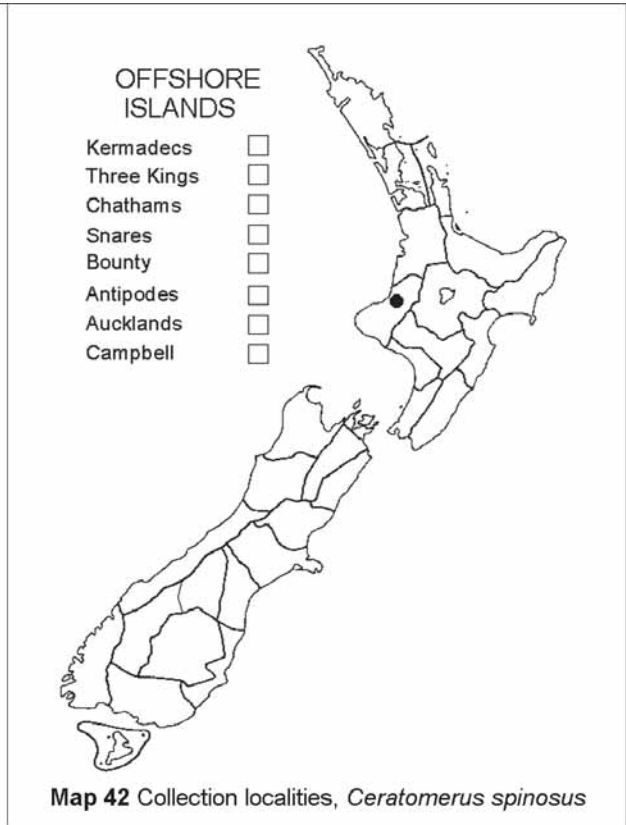 OFFSHORE
ISLANDS
Kermadecs
Three Kings
Chathams
Snares
Bounty
Antipodes
Aucklands
Campbell
Map 42 Collection localities, Ceratomerus spinosus